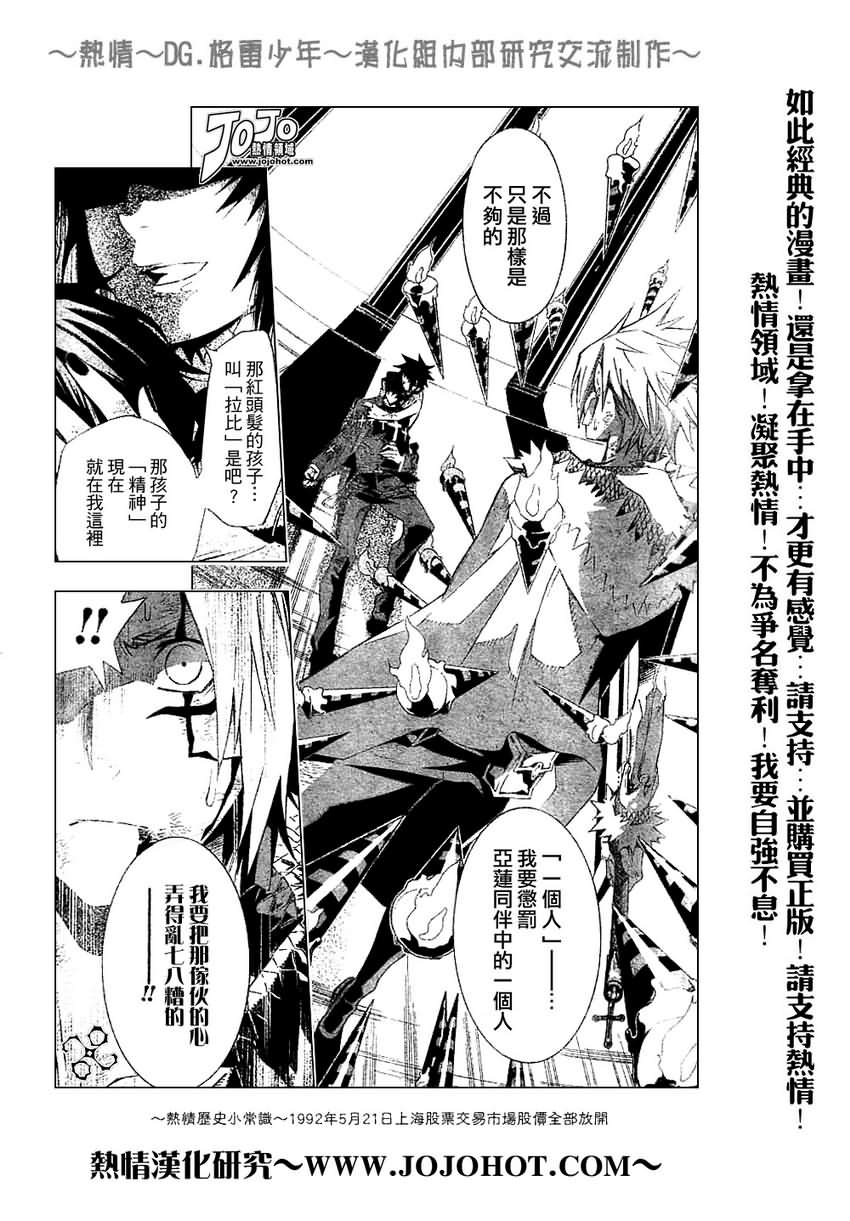 ～熱情～DG.格雷少年～漢化組內部研究交流制作～
如此經典的漫畫！還是拿在手中…才更有感覺…請支持…並購買正版！請支持熱情！
熱情領域！凝聚熱情！不為爭名奪利！我要自強不息！
JOJO
熱情領域
www.jojohot.com
不過
只是那樣是
不夠的
那紅頭髮的孩子…
叫「拉比」是吧？
那孩子的
「精神」
現在
就在我這裡
「一個人」——…
我要懲罰
亞蓮同伴中的一個人
!!
我要把那傢伙的心
弄得亂七八糟的
——!!
～熱情歷史小常識～1992年5月21日上海股票交易市場股價全部放開
熱情漢化研究～WWW.JOJOHOT.COM～